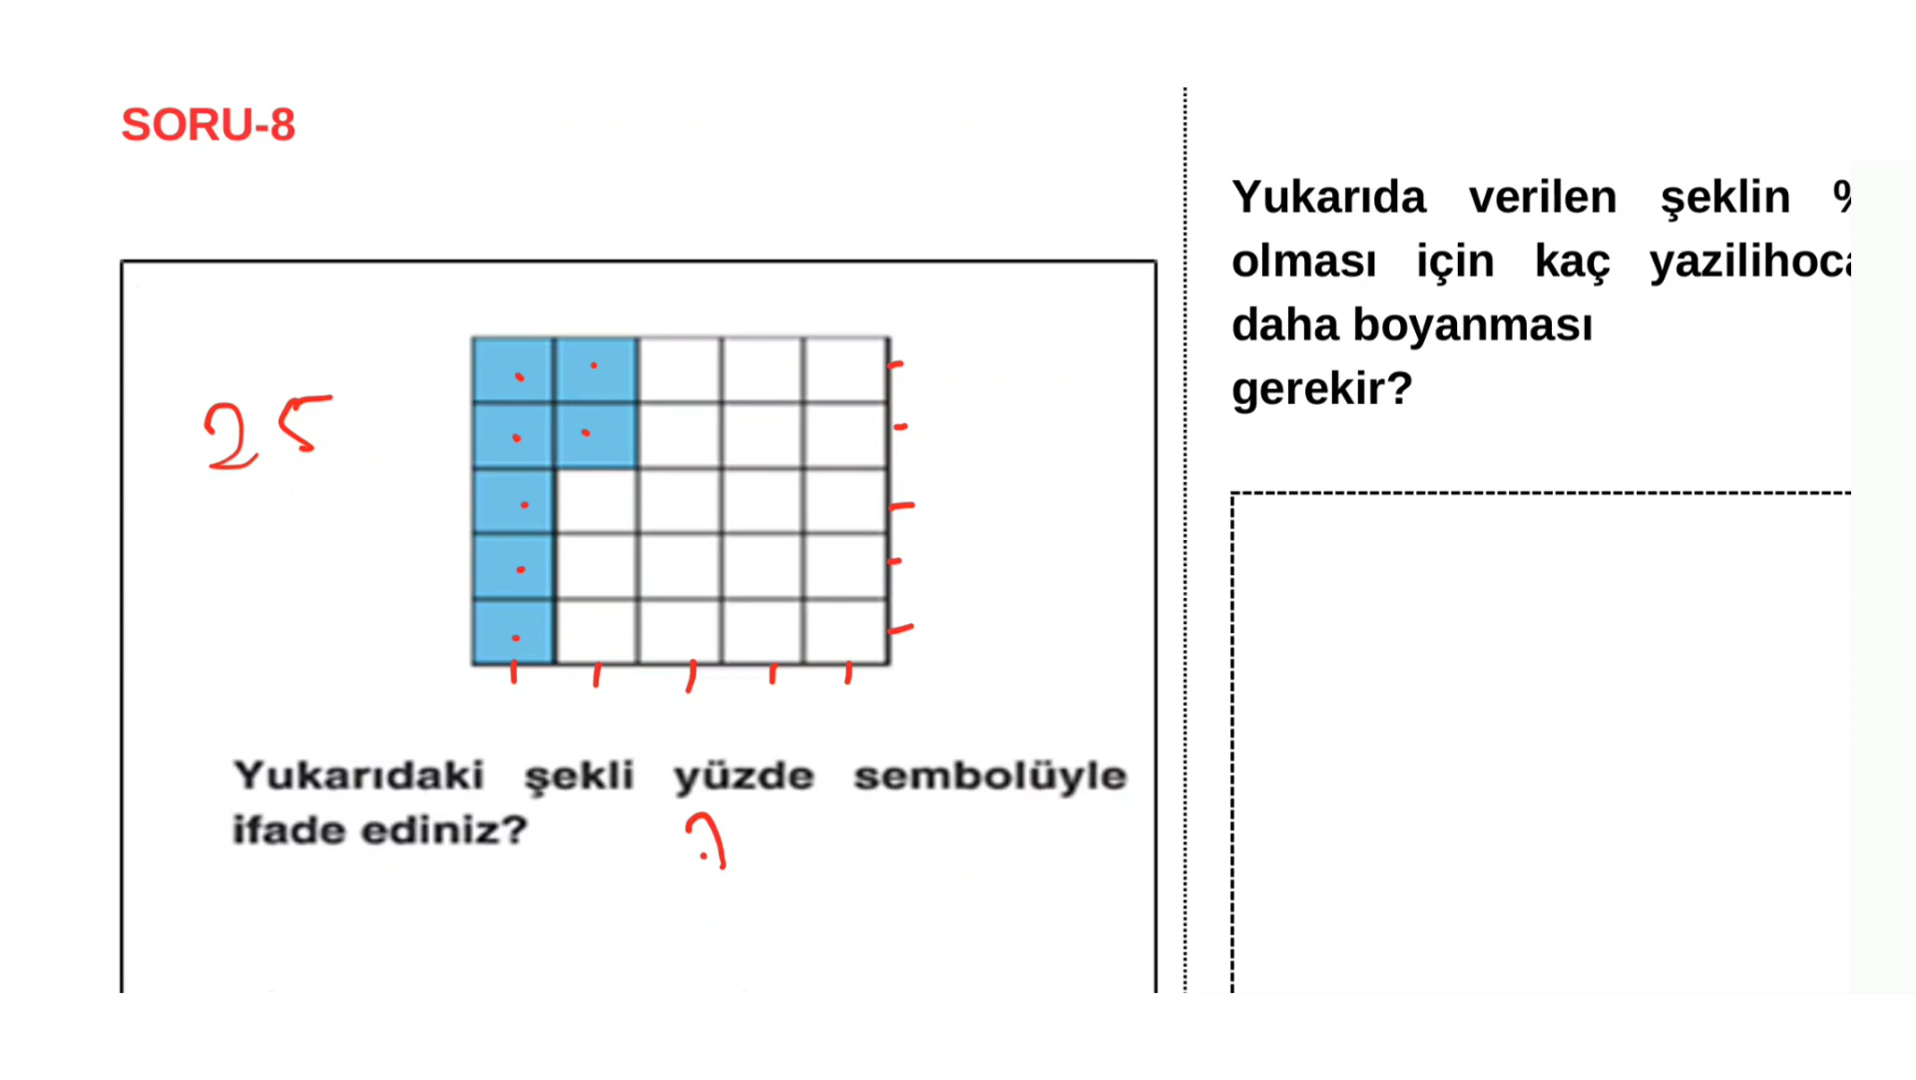 SORU-8
25
Yukarıdaki şekli yüzde sembolüyle
ifade ediniz?
Yukarıda verilen şeklin
olması için kaç
daha boyanması
gerekir?